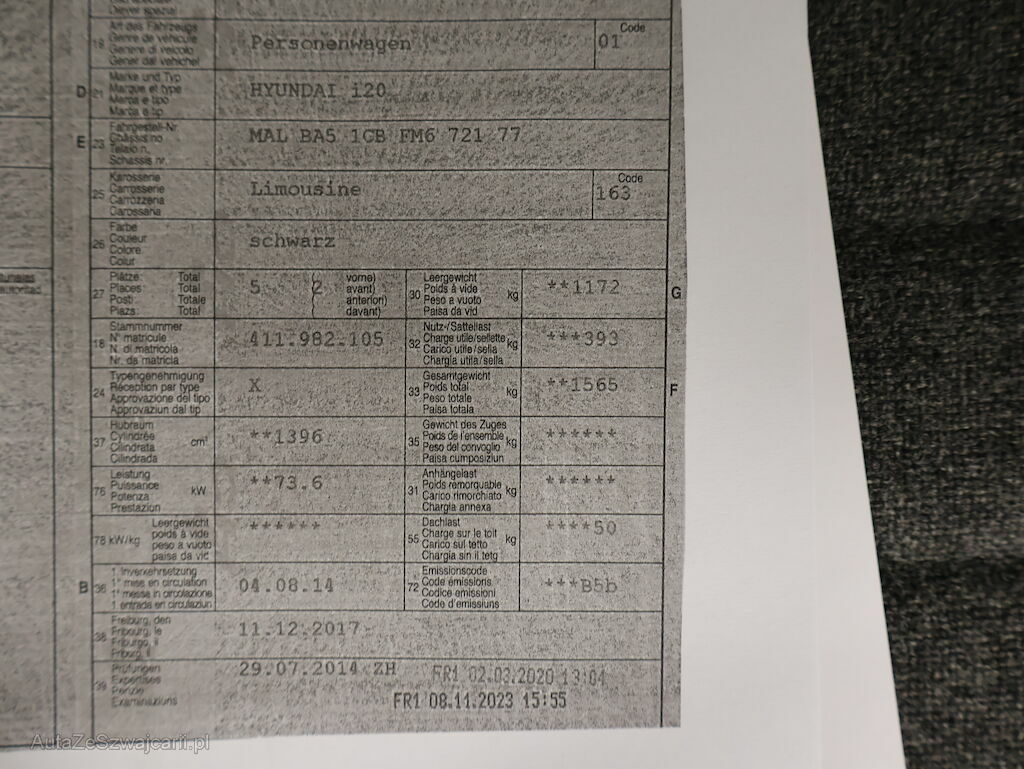 Dover spezial
19 Art des Fahrzeugs
Genre de véhicule
Genere di veicolo
Gener dal vehichel
Personenwagen
Code
01
D 21 Marke und Typ
Marque et type
Marca e tipo
Marca e tip
HYUNDAI i20
E 23 Fahrgestell-Nr.
Châssis no
Telaio n.
Schassis nr.
MAL BA5 1CB FM6 721 77
25 Karosserie
Carrosserie
Carrozzeria
Carossaria
Limousine
Code
163
26 Farbe
Couleur
Colore
Colur
schwarz
27 Plätze: Total
Places: Total
Posti: Totale
Plazs: Total
5 (2 vorne)
avant)
anteriori)
davant)
30 Leergewicht
Poids à vide
Peso a vuoto
Paisa da vid
kg
**1172
G
18 Stammnummer
N° matricule
N. di matricola
Nr. da matricla
411.982.105
32 Nutz-/Sattellast
Charge utile/sellette
Carico utile/sella
Chargia utila/sella
kg
***393
24 Typengenehmigung
Réception par type
Approvazione del tipo
Approvaziun dal tip
X
33 Gesamtgewicht
Poids total
Peso totale
Paisa totala
kg
**1565
F
37 Hubraum
Cylindrée
Cilindrata
Cilindrada
cm³
**1396
35 Gewicht des Zuges
Poids de l'ensemble
Peso del convoglio
Paisa cumposiziun
kg
******
76 Leistung
Puissance
Potenza
Prestaziun
kW
**73.6
31 Anhängelast
Poids remorquable
Carico rimorchiato
Chargia annexa
kg
******
78 kW/kg
Leergewicht
poids à vide
peso a vuoto
paisa da vid
******
55 Dachlast
Charge sur le toit
Carico sul tetto
Chargia sin il tetg
kg
****50
B 36 1. Inverkehrsetzung
1re mise en circulation
1a messa in circolazione
1. entrada en circulaziun
04.08.14
72 Emissionscode
Code émissions
Codice emissioni
Code d'emissiuns
***B5b
38 Freiburg, den
Fribourg, le
Friburgo, il
Friburg, il
11.12.2017
39 Prüfungen
Expertises
Perizie
Examinaziuns
29.07.2014 ZH FR1 02.03.2020 13:04
FR1 08.11.2023 15:55
AutaZeSzwajcarii.pl